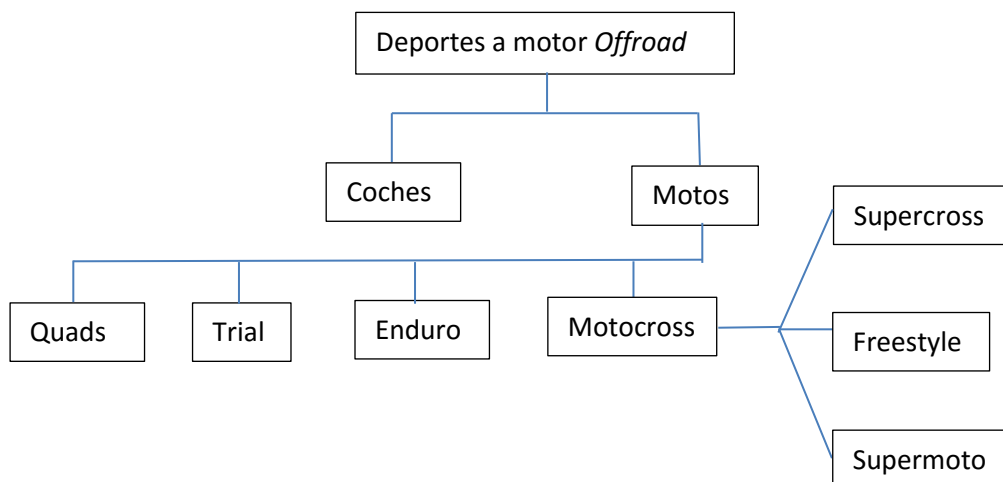 Deportes a motor Offroad
Coches
Motos
Supercross
Quads
Trial
Enduro
Motocross
Freestyle
Supermoto